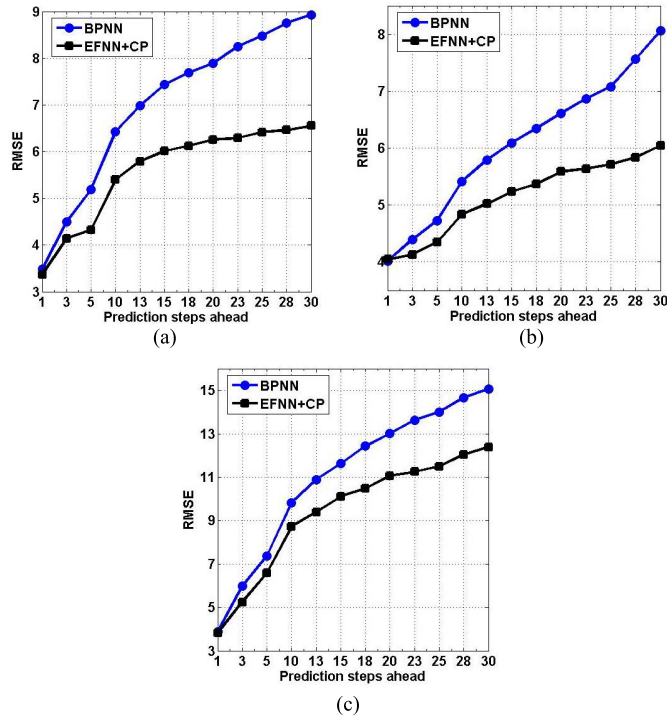 9
8
7
6
5
4
3
RMSE
BPNN
EFNN+CP
1 3 5 10 13 15 18 20 23 25 28 30
Prediction steps ahead
(a)
8
7
6
5
4
RMSE
BPNN
EFNN+CP
1 3 5 10 13 15 18 20 23 25 28 30
Prediction steps ahead
(b)
15
13
11
9
7
5
3
RMSE
BPNN
EFNN+CP
1 3 5 10 13 15 18 20 23 25 28 30
Prediction steps ahead
(c)